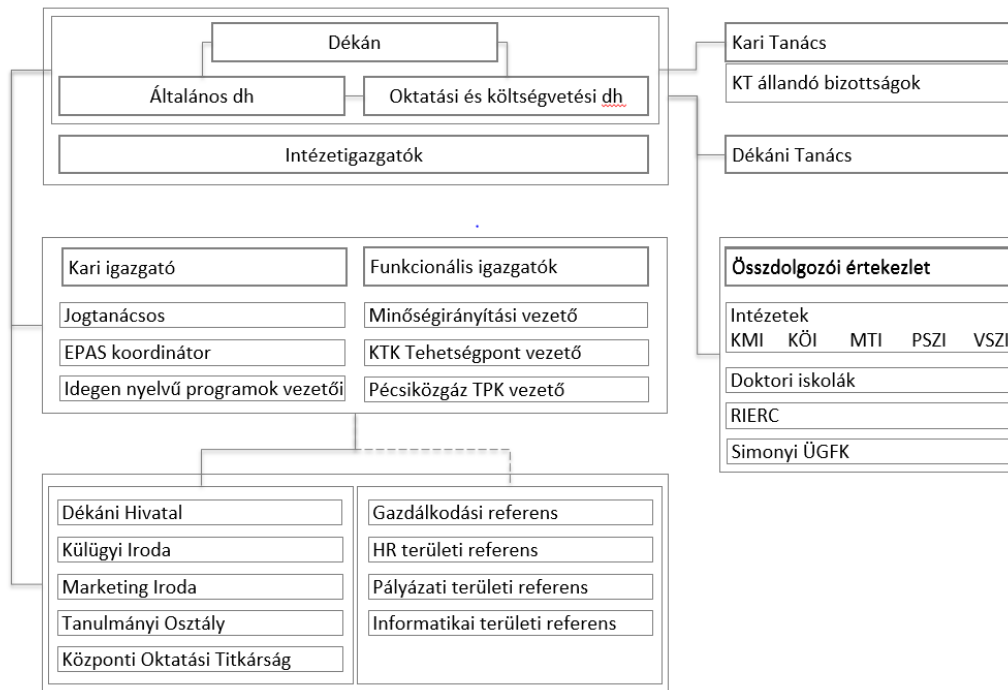 Dékán
Általános dh
Oktatási és költségvetési dh
Intézetigazgatók
Kari Tanács
KT állandó bizottságok
Dékáni Tanács
Kari igazgató
Funkcionális igazgatók
Jogtanácsos
Minőségirányítási vezető
EPAS koordinátor
KTK Tehetségpont vezető
Idegen nyelvű programok vezetői
Pécsiközgáz TPK vezető
Összdolgozói értekezlet
Intézetek
KMI KÖI MTI PSZI VSZI
Doktori iskolák
RIERC
Simonyi ÜGFK
Dékáni Hivatal
Külügyi Iroda
Marketing Iroda
Tanulmányi Osztály
Központi Oktatási Titkárság
Gazdálkodási referens
HR területi referens
Pályázati területi referens
Informatikai területi referens